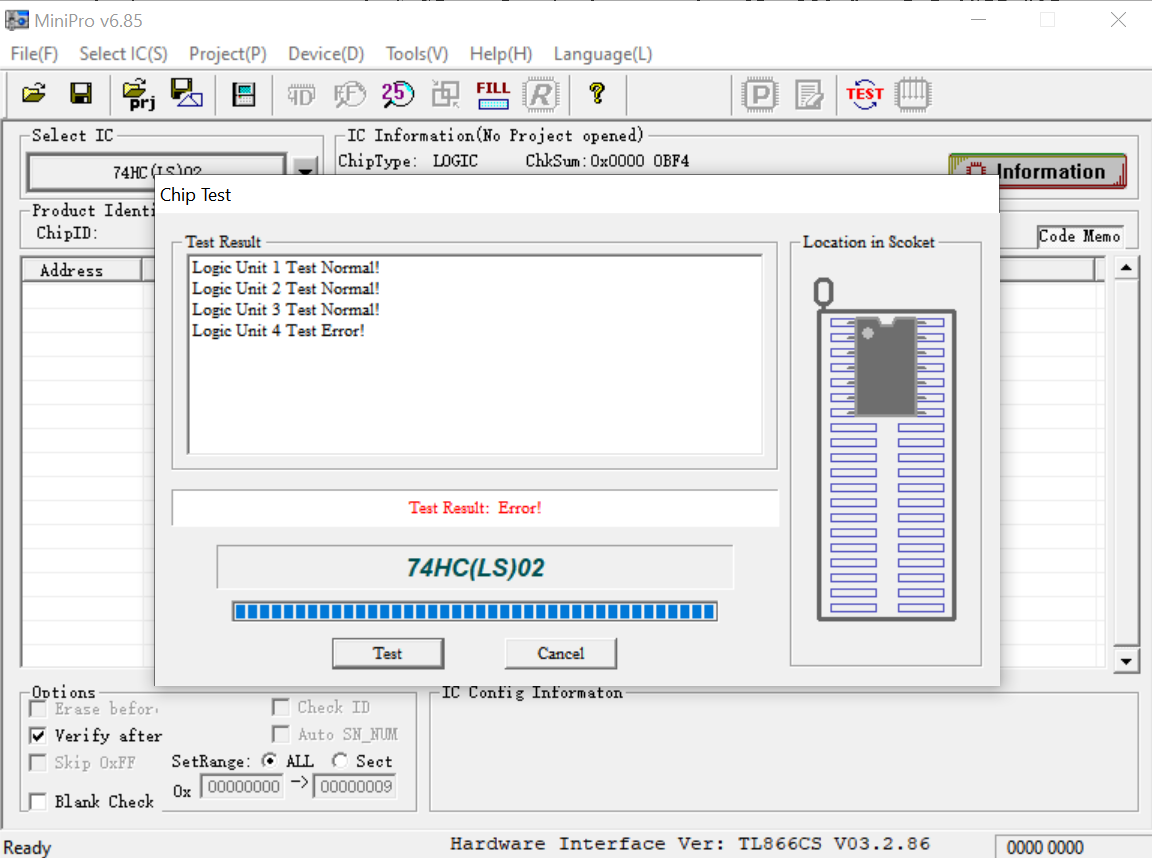 MiniPro v6.85
File(F) Select IC(S) Project(P) Device(D) Tools(V) Help(H) Language(L)
prj 25 FILL R ? P TEST
Select IC
74HC(LS)02
IC Information(No Project opened)
ChipType: LOGIC ChkSum:0x0000 0BF4
Information
Product Identi
ChipID:
Code Memo
Address
Chip Test
Test Result
Logic Unit 1 Test Normal!
Logic Unit 2 Test Normal!
Logic Unit 3 Test Normal!
Logic Unit 4 Test Error!
Location in Scoket
Test Result: Error!
74HC(LS)02
Test Cancel
Options
Erase befor
Check ID
Verify after
Auto SN_NUM
Skip 0xFF
SetRange: ALL Sect
0x 00000000 -> 00000009
Blank Check
IC Config Informaton
Ready
Hardware Interface Ver: TL866CS V03.2.86
0000 0000